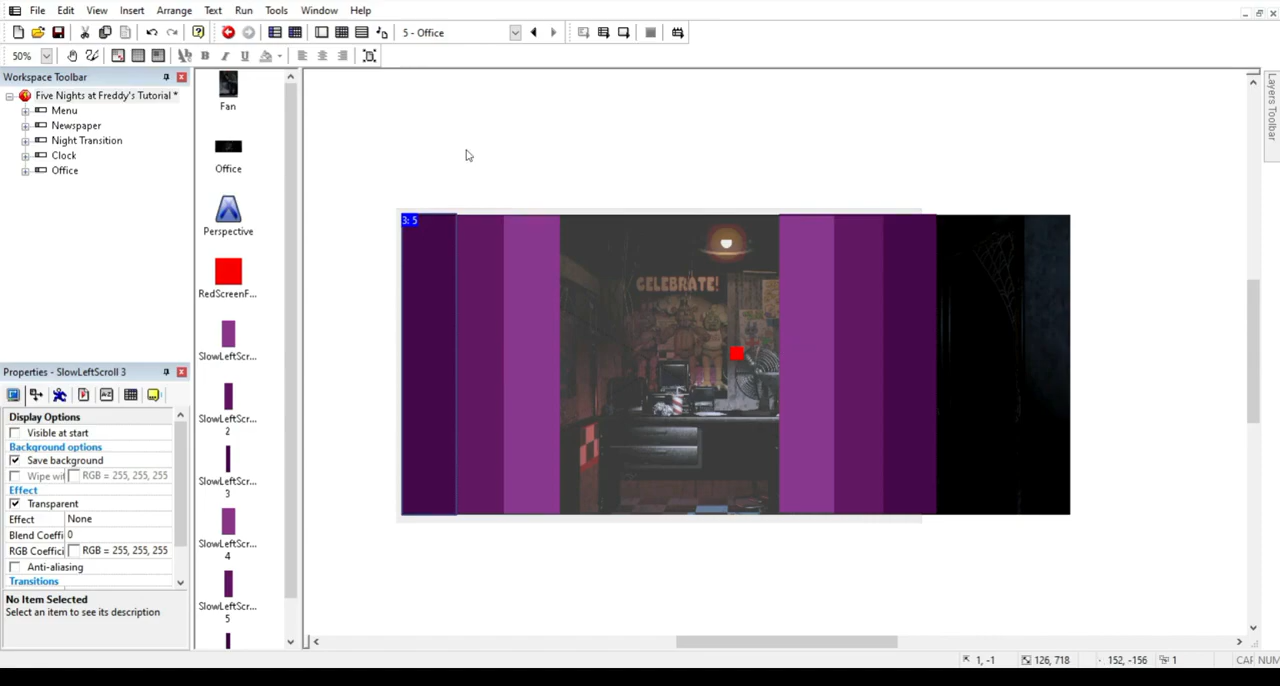 File Edit View Insert Arrange Text Run Tools Window Help
5 - Office
50%
B I U
Workspace Toolbar
Five Nights at Freddy's Tutorial *
Menu
Newspaper
Night Transition
Clock
Office
Fan
Office
Perspective
RedScreenF...
SlowLeftScr...
SlowLeftScr...
2
SlowLeftScr...
3
SlowLeftScr...
4
SlowLeftScr...
5
3: 5
CELEBRATE!
Layers Toolbar
Properties - SlowLeftScroll 3
Display Options
Visible at start
Background options
Save background
Wipe wit RGB = 255, 255, 255
Effect
Transparent
Effect None
Blend Coeffi 0
RGB Coeffici RGB = 255, 255, 255
Anti-aliasing
Transitions
No Item Selected
Select an item to see its description
1, -1 126, 718 152, -156 1 CAP NUM